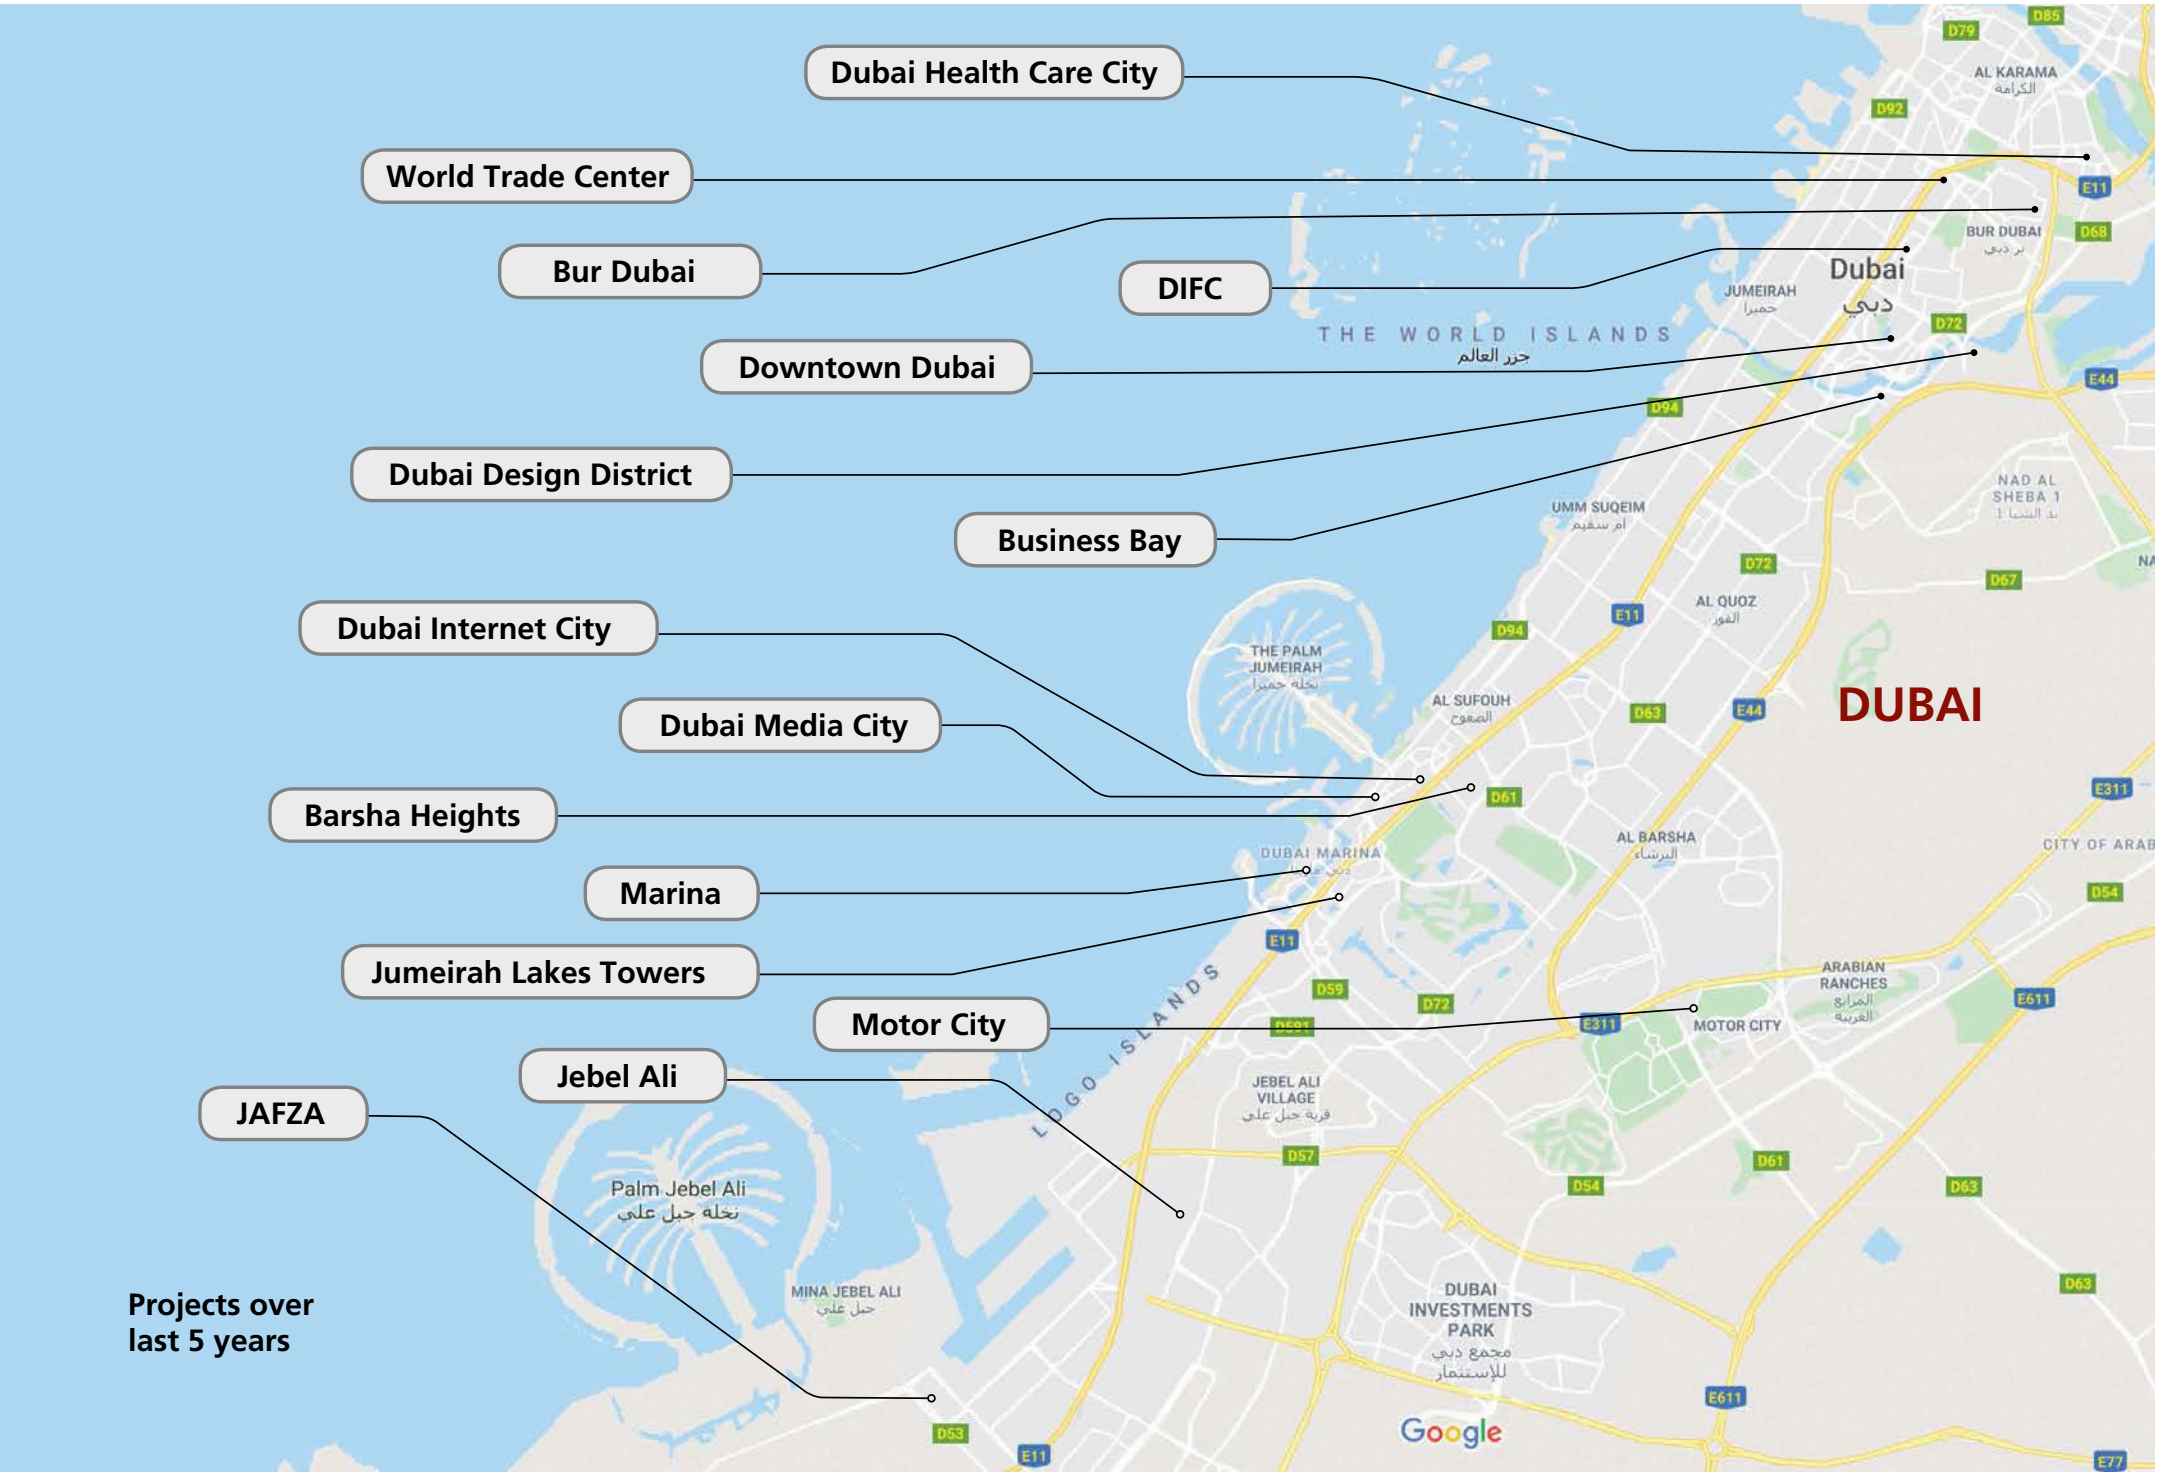 D85
D79
Dubai Health Care City
AL KARAMA
الكرامة
D92
World Trade Center
E11
Bur Dubai
BUR DUBAI
بر دبي
D68
DIFC
Dubai
دبي
JUMEIRAH
جميرا
THE WORLD ISLANDS
جزر العالم
D72
Downtown Dubai
E44
D94
Dubai Design District
NAD AL
SHEBA 1
ند الشبا 1
UMM SUQEIM
ام سقيم
Business Bay
D72
NA
D67
AL QUOZ
القوز
E11
Dubai Internet City
D94
THE PALM
JUMEIRAH
نخلة جميرا
AL SUFOUH
الصفوح
D63
E44
DUBAI
Dubai Media City
D61
E311
Barsha Heights
AL BARSHA
البرشاء
CITY OF ARAB
DUBAI MARINA
Marina
D54
E11
Jumeirah Lakes Towers
ARABIAN
RANCHES
المرابع
العربية
D59
D72
E611
LOGO ISLANDS
Motor City
D591
E311
MOTOR CITY
Jebel Ali
JEBEL ALI
VILLAGE
قرية جبل علي
JAFZA
D57
D61
D54
D63
Palm Jebel Ali
نخلة جبل علي
MINA JEBEL ALI
جبل علي
D63
Projects over
last 5 years
DUBAI
INVESTMENTS
PARK
مجمع دبي
للإستثمار
E611
Google
D53
E11
E77